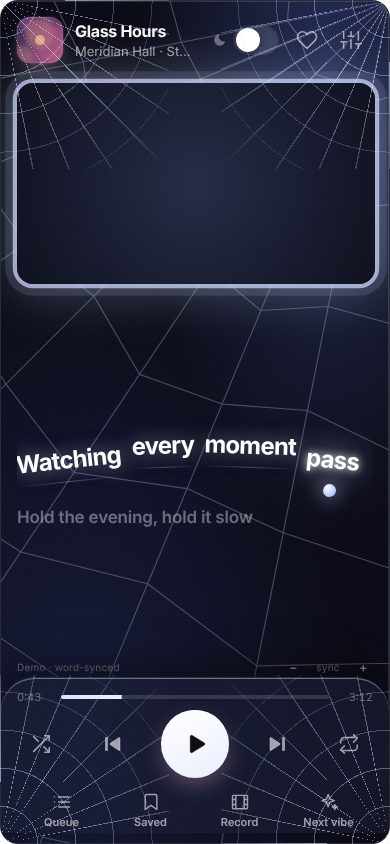 Glass Hours
Meridian Hall · St...
Watching every moment pass
Hold the evening, hold it slow
Demo · word-synced
− sync +
0:43
3:12
Queue
Saved
Record
Next vibe